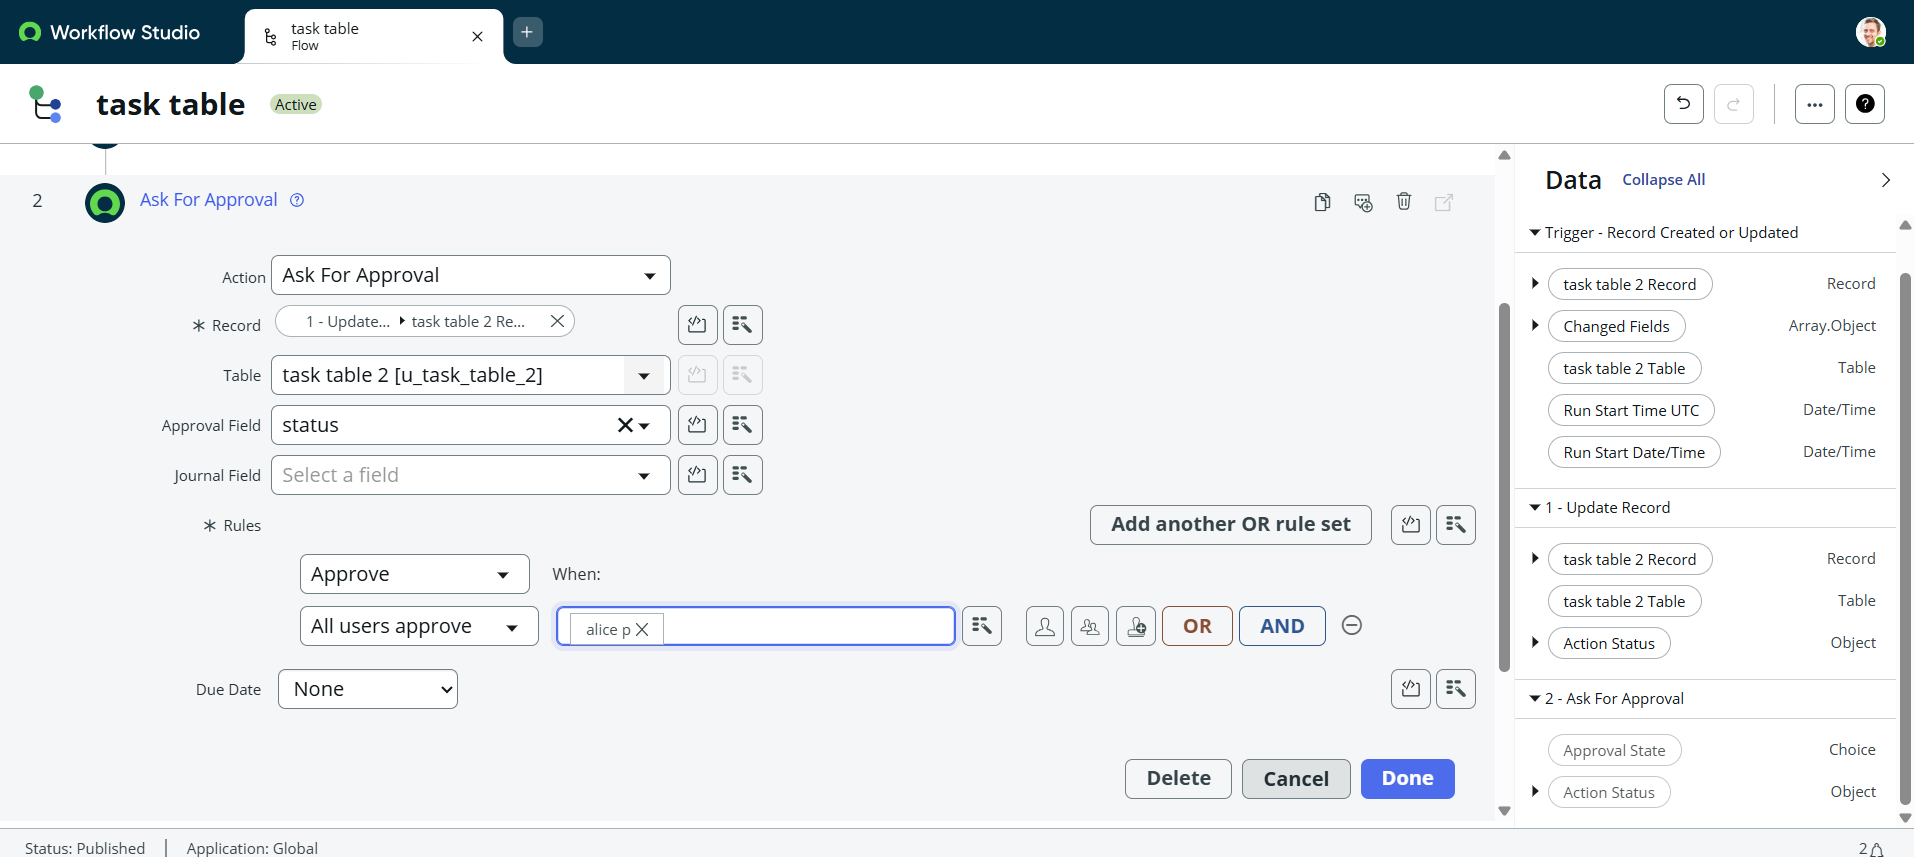 Workflow Studio
task table
Flow
task table
Active
2
Ask For Approval
Action
Ask For Approval
* Record
1 - Update...
task table 2 Re...
Table
task table 2 [u_task_table_2]
Approval Field
status
Journal Field
Select a field
* Rules
Add another OR rule set
Approve
When:
All users approve
alice p
OR
AND
Due Date
None
Delete
Cancel
Done
Data
Collapse All
Trigger - Record Created or Updated
task table 2 Record
Record
Changed Fields
Array.Object
task table 2 Table
Table
Run Start Time UTC
Date/Time
Run Start Date/Time
Date/Time
1 - Update Record
task table 2 Record
Record
task table 2 Table
Table
Action Status
Object
2 - Ask For Approval
Approval State
Choice
Action Status
Object
Status: Published
Application: Global
2